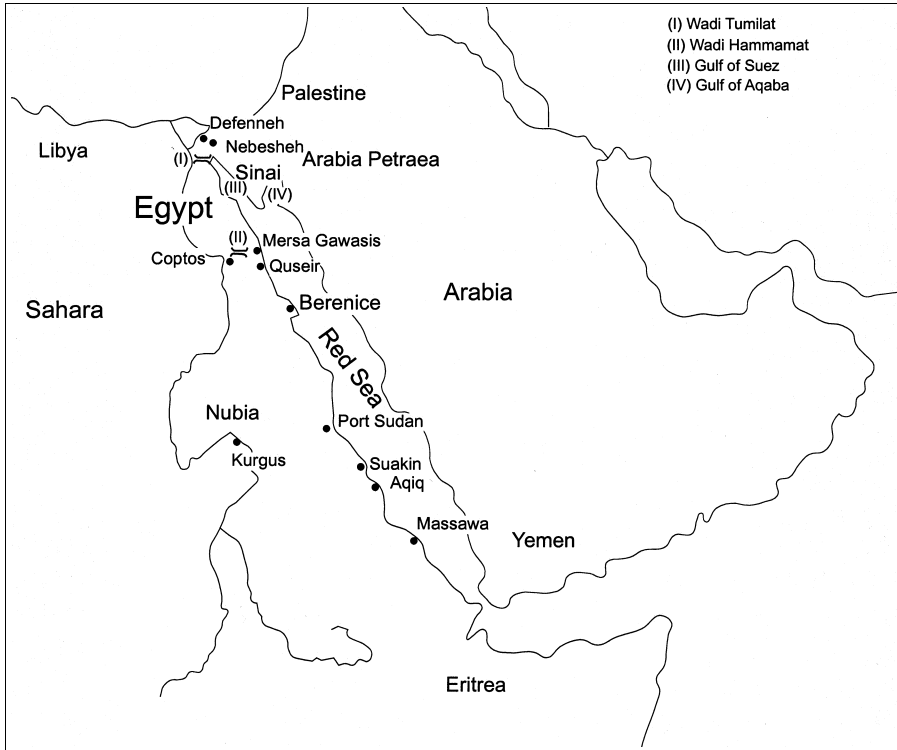 (I) Wadi Tumilat
(II) Wadi Hammamat
(III) Gulf of Suez
(IV) Gulf of Aqaba
Palestine
Defenneh
Libya
Nebesheh
(I)
Arabia Petraea
Sinai
(III)
(IV)
Egypt
(II)
Mersa Gawasis
Coptos
Quseir
Arabia
Berenice
Sahara
Red Sea
Nubia
Port Sudan
Kurgus
Suakin
Aqiq
Massawa
Yemen
Eritrea